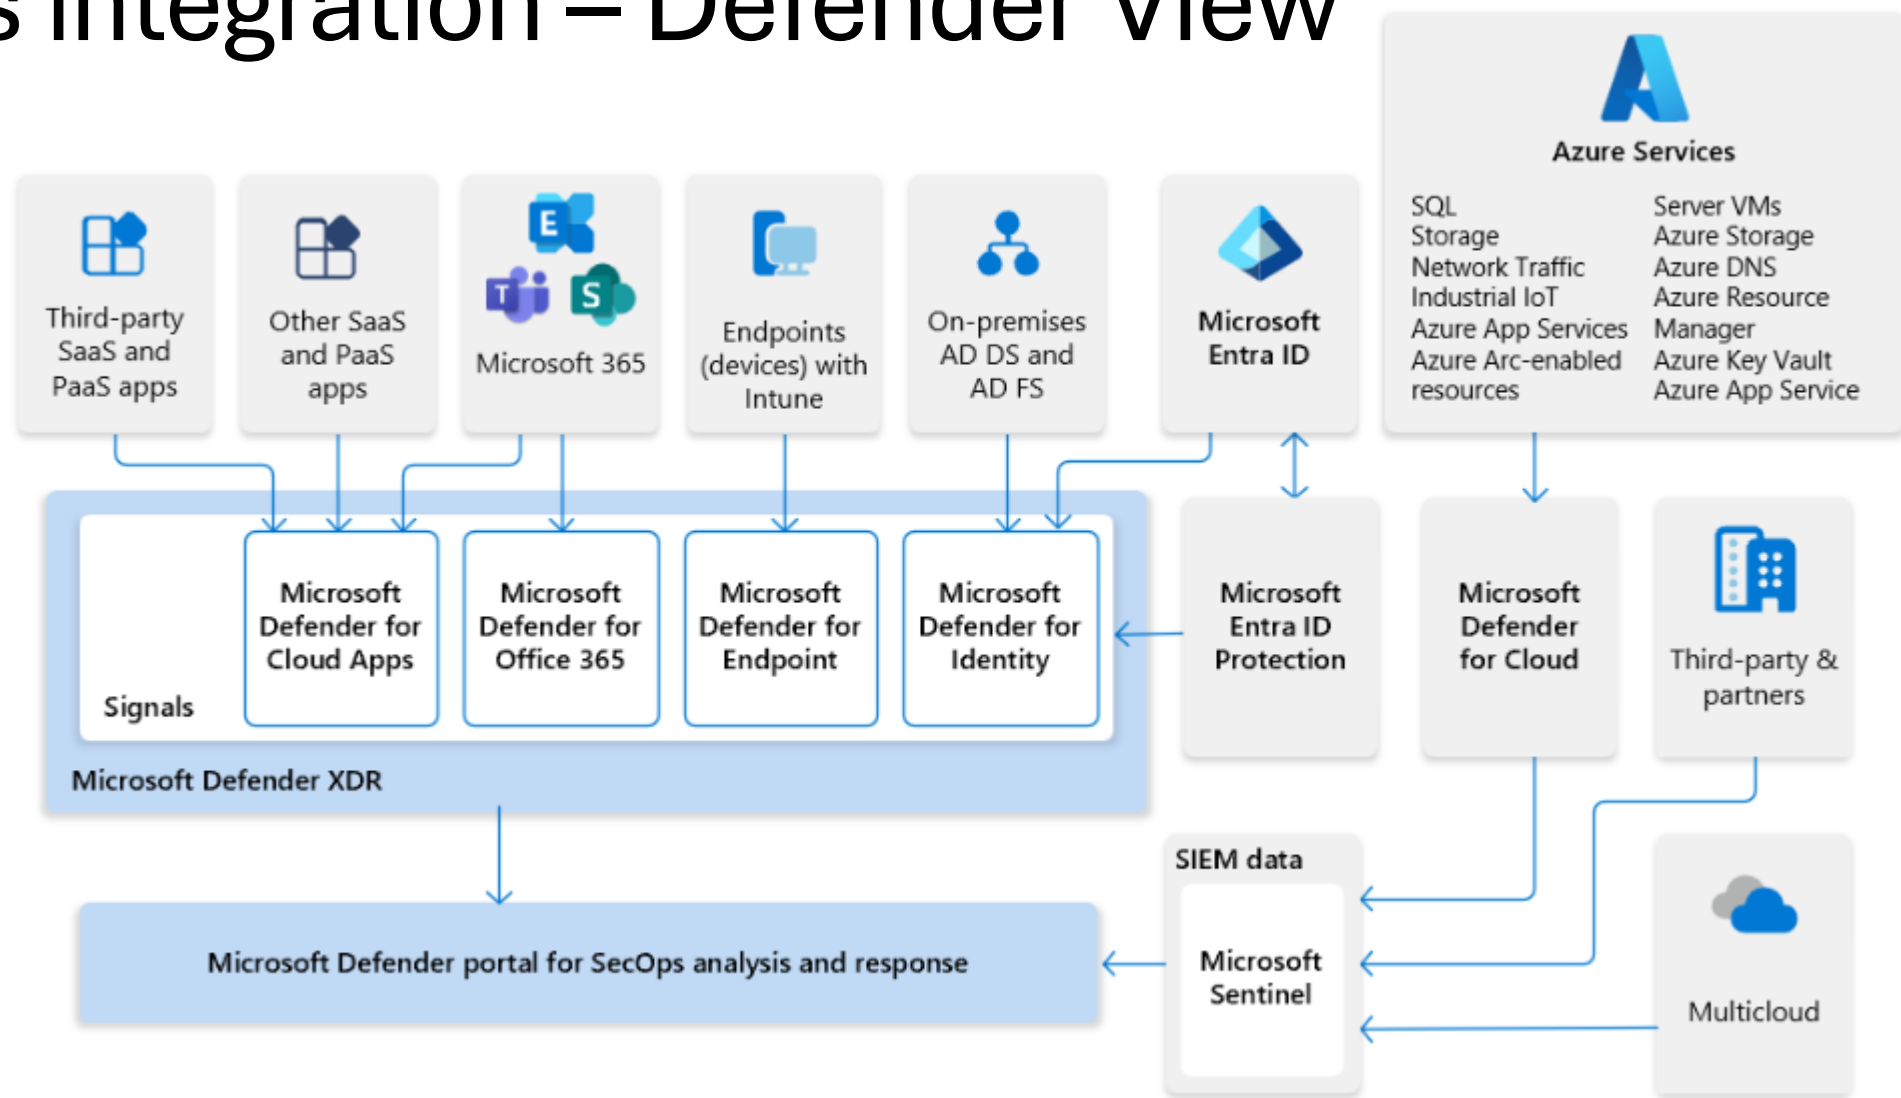 s integration – Defender View
Azure Services
SQL
Storage
Network Traffic
Industrial IoT
Azure App Services
Azure Arc-enabled
resources
Server VMs
Azure Storage
Azure DNS
Azure Resource
Manager
Azure Key Vault
Azure App Service
Third-party
SaaS and
PaaS apps
Other SaaS
and PaaS
apps
E
T
S
Microsoft 365
Endpoints
(devices) with
Intune
On-premises
AD DS and
AD FS
Microsoft
Entra ID
Signals
Microsoft
Defender for
Cloud Apps
Microsoft
Defender for
Office 365
Microsoft
Defender for
Endpoint
Microsoft
Defender for
Identity
Microsoft Defender XDR
Microsoft
Entra ID
Protection
Microsoft
Defender
for Cloud
Third-party &
partners
Microsoft Defender portal for SecOps analysis and response
SIEM data
Microsoft
Sentinel
Multicloud